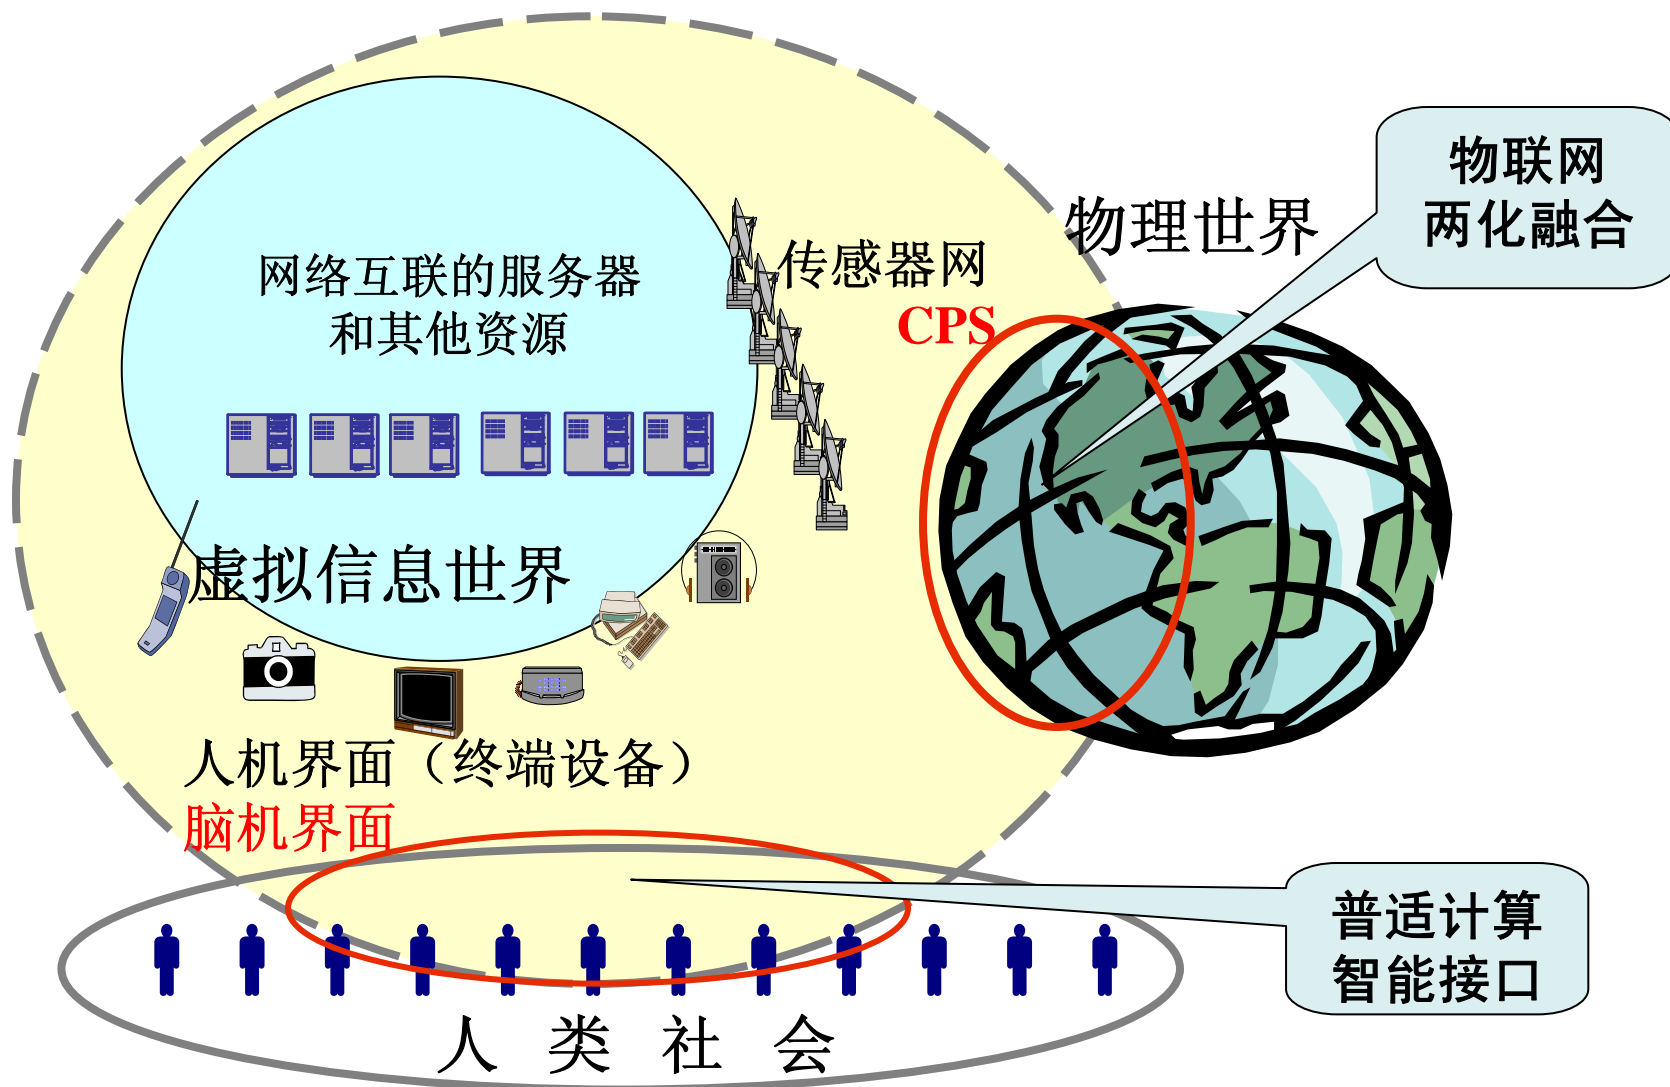 物联网
两化融合
物理世界
传感器网
CPS
网络互联的服务器
和其他资源
虚拟信息世界
人机界面（终端设备）
脑机界面
普适计算
智能接口
人类社会